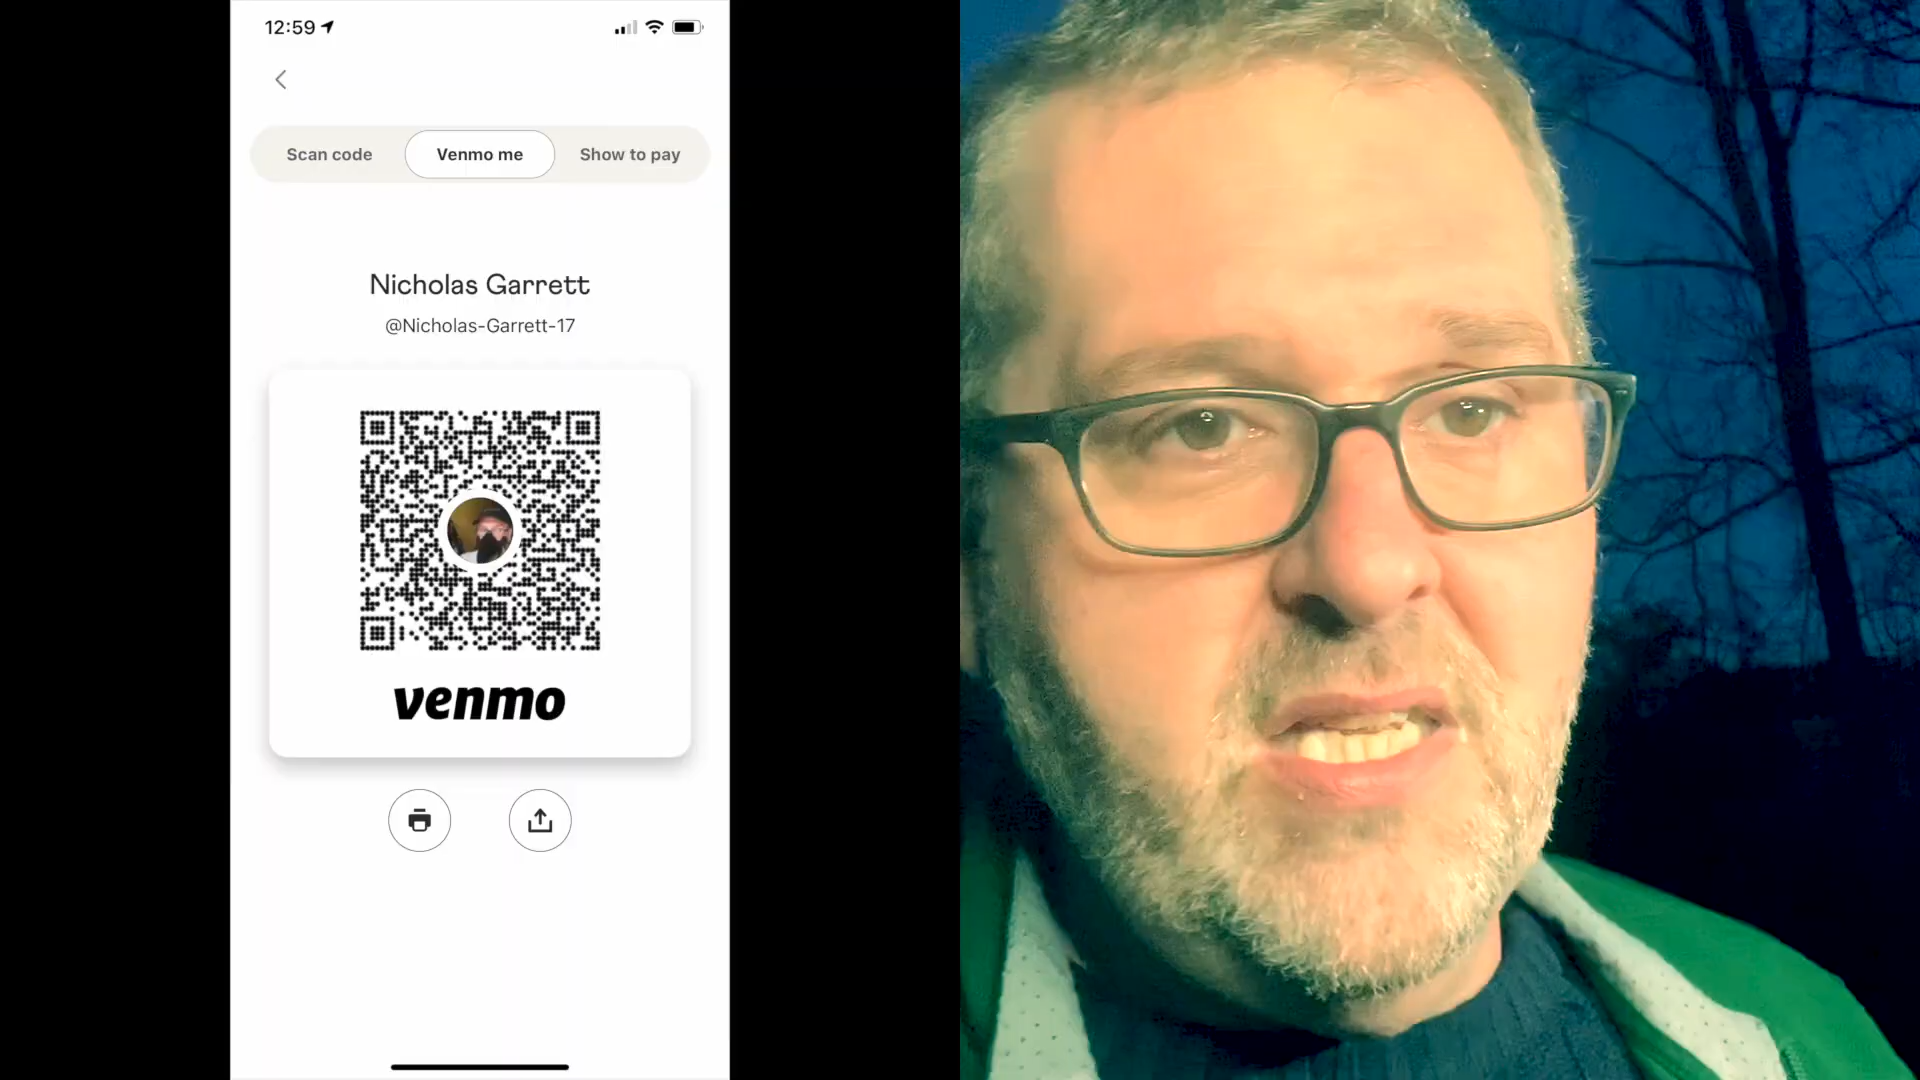 12:59
Scan code
Venmo me
Show to pay
Nicholas Garrett
@Nicholas-Garrett-17
venmo